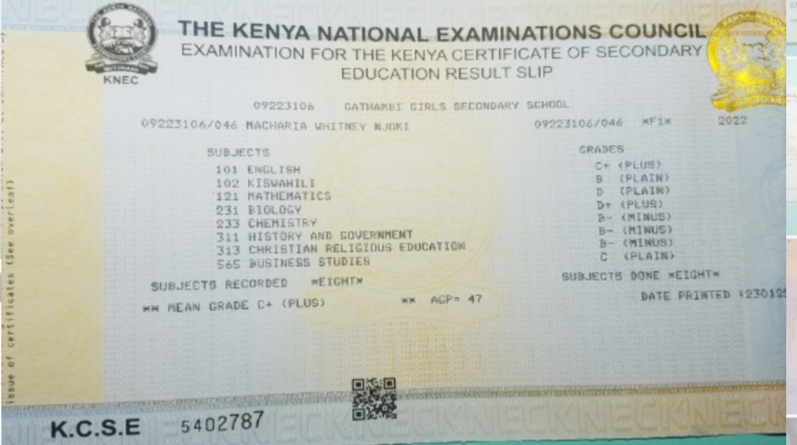 KNEC
THE KENYA NATIONAL EXAMINATIONS COUNCIL
EXAMINATION FOR THE KENYA CERTIFICATE OF SECONDARY
EDUCATION RESULT SLIP
09223106 GATHAMBI GIRLS SECONDARY SCHOOL
09223106/046 MACHARIA WHITNEY NJOKI 09223106/046 *F1* 2022
SUBJECTS GRADES
101 ENGLISH C+ (PLUS)
102 KISWAHILI B (PLAIN)
121 MATHEMATICS D (PLAIN)
231 BIOLOGY D+ (PLUS)
233 CHEMISTRY B- (MINUS)
311 HISTORY AND GOVERNMENT B- (MINUS)
313 CHRISTIAN RELIGIOUS EDUCATION B- (MINUS)
565 BUSINESS STUDIES C (PLAIN)
SUBJECTS RECORDED *EIGHT* SUBJECTS DONE *EIGHT*
** MEAN GRADE C+ (PLUS) ** AGP= 47 DATE PRINTED :23012
issue of certificates (See overleaf)
K.C.S.E 5402787